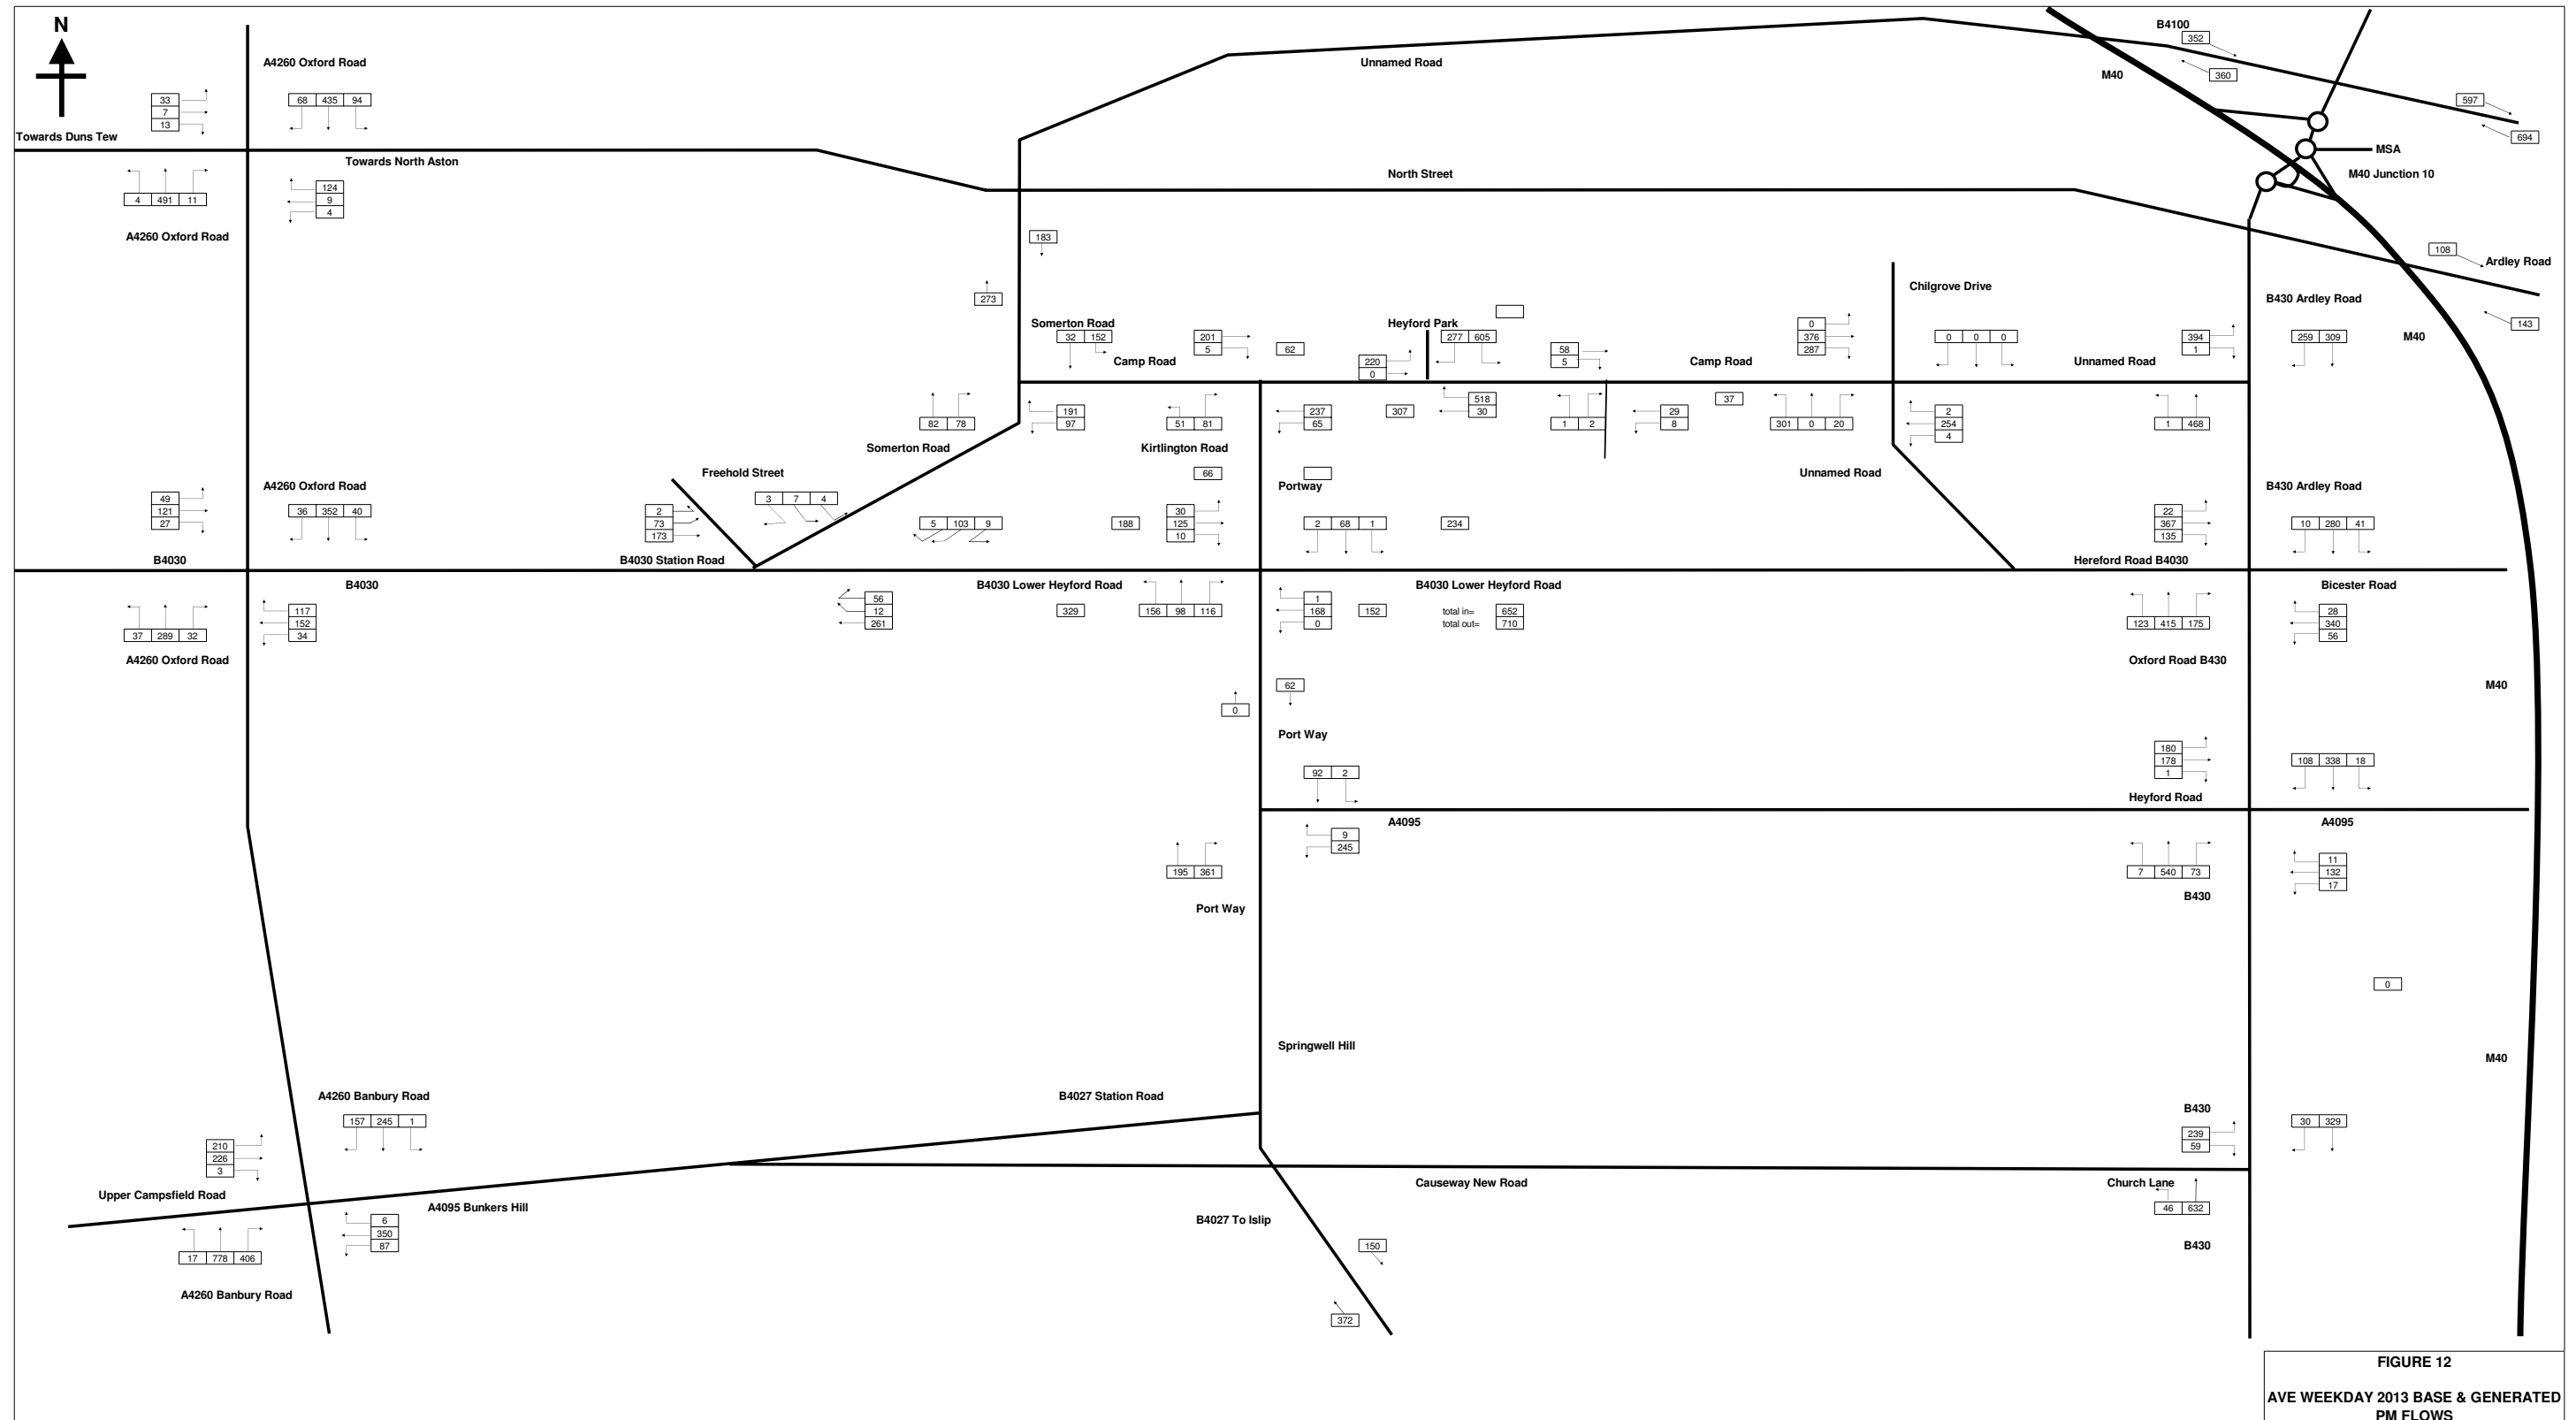 N
B4100
352
A4260 Oxford Road
Unnamed Road
M40
360
33
7
13
68 435 94
597
694
Towards Duns Tew
Towards North Aston
MSA
North Street
M40 Junction 10
4 491 11
124
9
4
A4260 Oxford Road
183
108
Ardley Road
273
Chilgrove Drive
B430 Ardley Road
Somerton Road
Heyford Park
143
32 152
201
5
62
277 605
58
5
0
376
287
0 0 0
394
1
259 309
M40
Camp Road
220
0
Camp Road
Unnamed Road
82 78
191
97
51 81
237
65
307
518
30
1 2
29
8
37
301 0 20
2
254
4
1 468
Somerton Road
Kirtlington Road
Freehold Street
66
Unnamed Road
A4260 Oxford Road
Portway
B430 Ardley Road
49
121
27
36 352 40
2
73
173
3 7 4
5 103 9
188
30
125
10
2 68 1
234
22
367
135
10 280 41
B4030
B4030 Station Road
Hereford Road B4030
B4030
B4030 Lower Heyford Road
B4030 Lower Heyford Road
Bicester Road
37 289 32
117
152
34
56
12
261
329
156 98 116
1
168
0
152
total in= 652
total out= 710
123 415 175
28
340
56
A4260 Oxford Road
Oxford Road B430
62
M40
0
Port Way
180
178
1
92 2
108 338 18
Heyford Road
A4095
A4095
9
245
195 361
7 540 73
11
132
17
B430
Port Way
0
Springwell Hill
M40
A4260 Banbury Road
B4027 Station Road
B430
157 245 1
30 329
210
226
3
239
59
Upper Campsfield Road
Causeway New Road
Church Lane
A4095 Bunkers Hill
46 632
B4027 To Islip
6
350
87
17 778 406
150
B430
A4260 Banbury Road
372
FIGURE 12
AVE WEEKDAY 2013 BASE & GENERATED
PM FLOWS